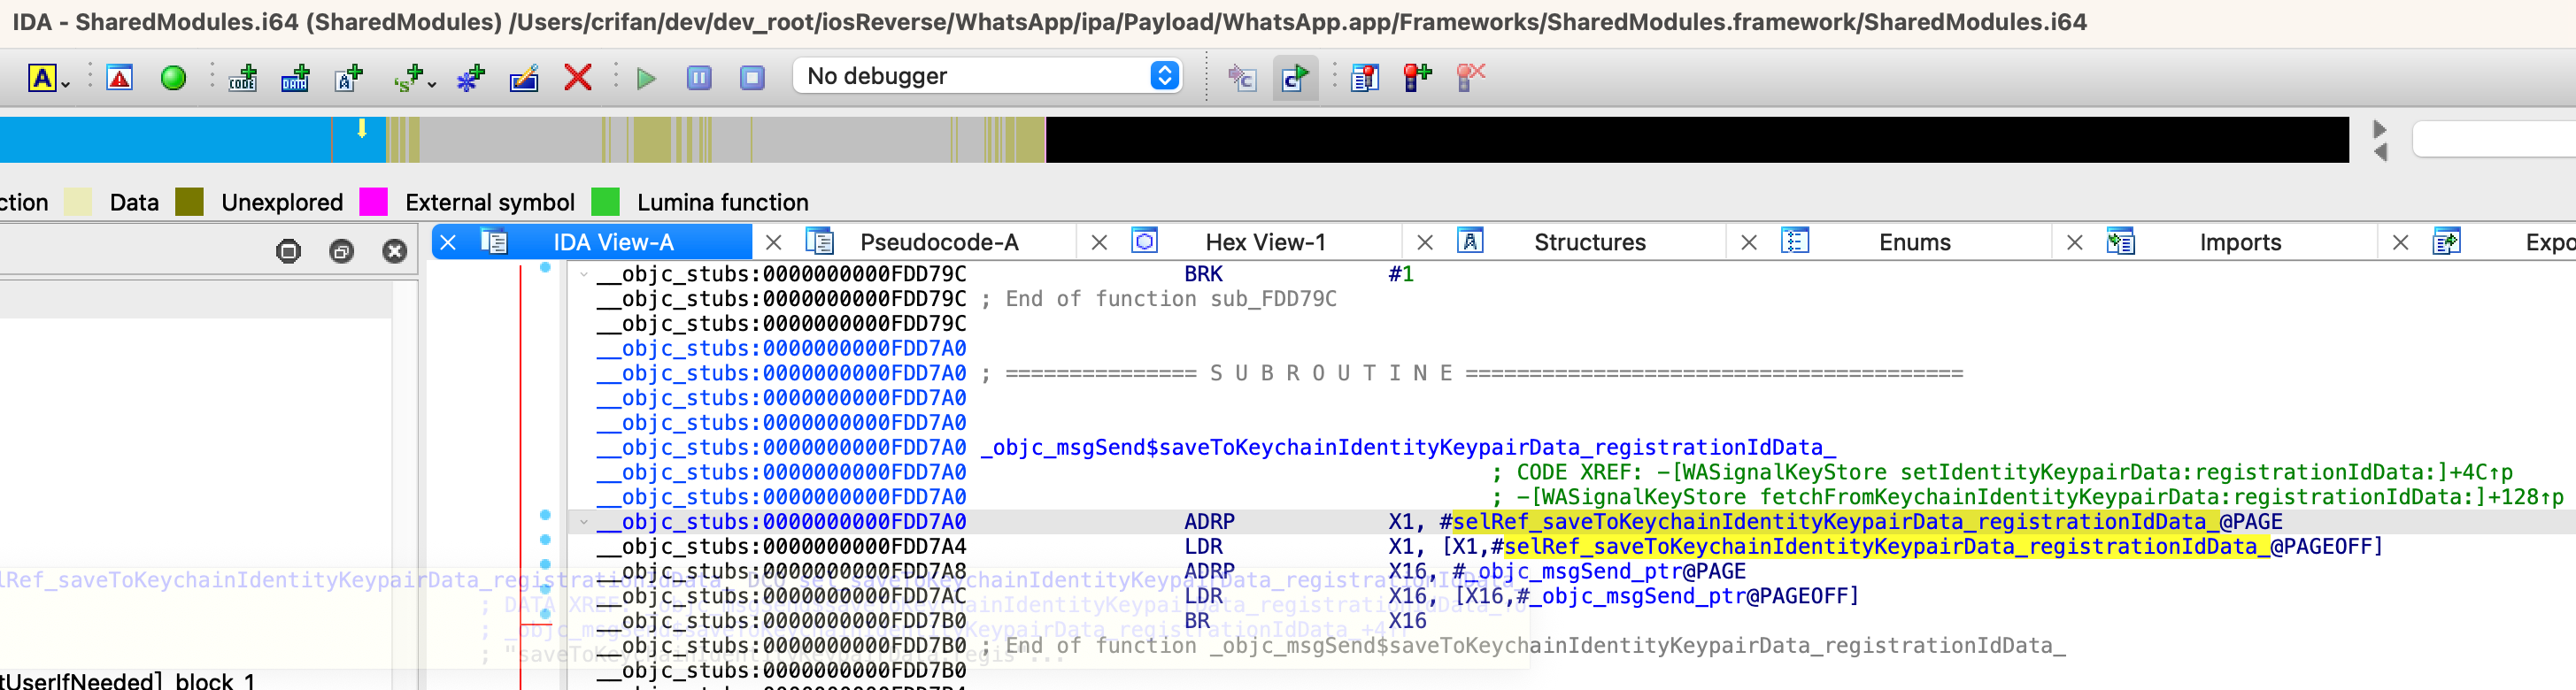 IDA - SharedModules.i64 (SharedModules) /Users/crifan/dev/dev_root/iosReverse/WhatsApp/ipa/Payload/WhatsApp.app/Frameworks/SharedModules.framework/SharedModules.i64
No debugger
ction Data Unexplored External symbol Lumina function
IDA View-A Pseudocode-A Hex View-1 Structures Enums Imports Expo
__objc_stubs:0000000000FDD79C BRK #1
__objc_stubs:0000000000FDD79C ; End of function sub_FDD79C
__objc_stubs:0000000000FDD79C
__objc_stubs:0000000000FDD7A0
__objc_stubs:0000000000FDD7A0 ; =============== S U B R O U T I N E =======================================
__objc_stubs:0000000000FDD7A0
__objc_stubs:0000000000FDD7A0
__objc_stubs:0000000000FDD7A0 _objc_msgSend$saveToKeychainIdentityKeypairData_registrationIdData_
__objc_stubs:0000000000FDD7A0 ; CODE XREF: -[WASignalKeyStore setIdentityKeypairData:registrationIdData:]+4C↑p
__objc_stubs:0000000000FDD7A0 ; -[WASignalKeyStore fetchFromKeychainIdentityKeypairData:registrationIdData:]+128↑p
__objc_stubs:0000000000FDD7A0 ADRP X1, #selRef_saveToKeychainIdentityKeypairData_registrationIdData_@PAGE
__objc_stubs:0000000000FDD7A4 LDR X1, [X1,#selRef_saveToKeychainIdentityKeypairData_registrationIdData_@PAGEOFF]
__objc_stubs:0000000000FDD7A8 ADRP X16, #_objc_msgSend_ptr@PAGE
__objc_stubs:0000000000FDD7AC LDR X16, [X16,#_objc_msgSend_ptr@PAGEOFF]
__objc_stubs:0000000000FDD7B0 BR X16
__objc_stubs:0000000000FDD7B0 ; End of function _objc_msgSend$saveToKeychainIdentityKeypairData_registrationIdData_
__objc_stubs:0000000000FDD7B0
tUserIfNeeded]_block_1